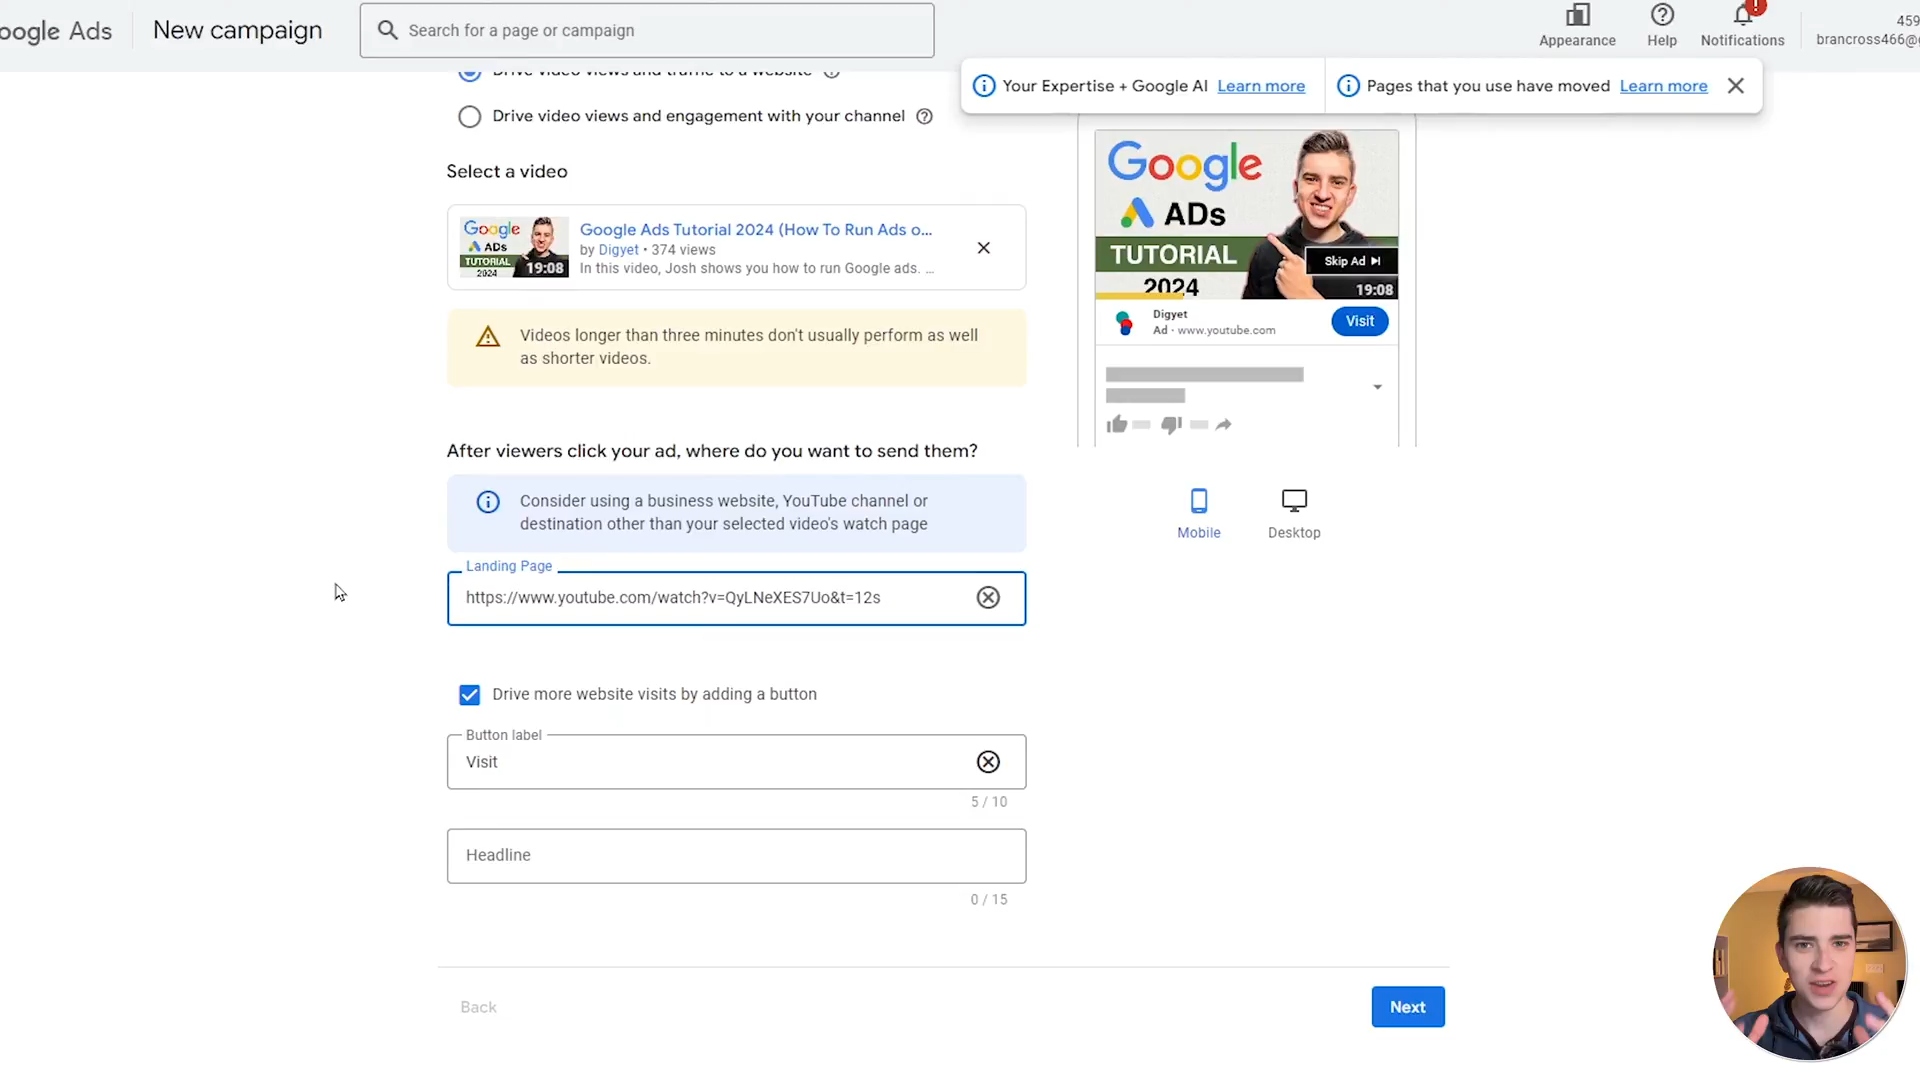 oogle Ads
New campaign
Search for a page or campaign
Appearance
Help
Notifications
!
459
brancross466@g
Drive video views and traffic to a website
Your Expertise + Google AI Learn more
Pages that you use have moved Learn more
Drive video views and engagement with your channel
Select a video
Google
ADs
TUTORIAL
2024
19:08
Google Ads Tutorial 2024 (How To Run Ads o...
by Digyet • 374 views
In this video, Josh shows you how to run Google ads. ...
Videos longer than three minutes don't usually perform as well
as shorter videos.
After viewers click your ad, where do you want to send them?
Consider using a business website, YouTube channel or
destination other than your selected video's watch page
Landing Page
https://www.youtube.com/watch?v=QyLNeXES7Uo&t=12s
Drive more website visits by adding a button
Button label
Visit
5 / 10
Headline
0 / 15
Google
ADs
TUTORIAL
2024
Skip Ad
19:08
Digyet
Ad · www.youtube.com
Visit
Mobile
Desktop
Back
Next